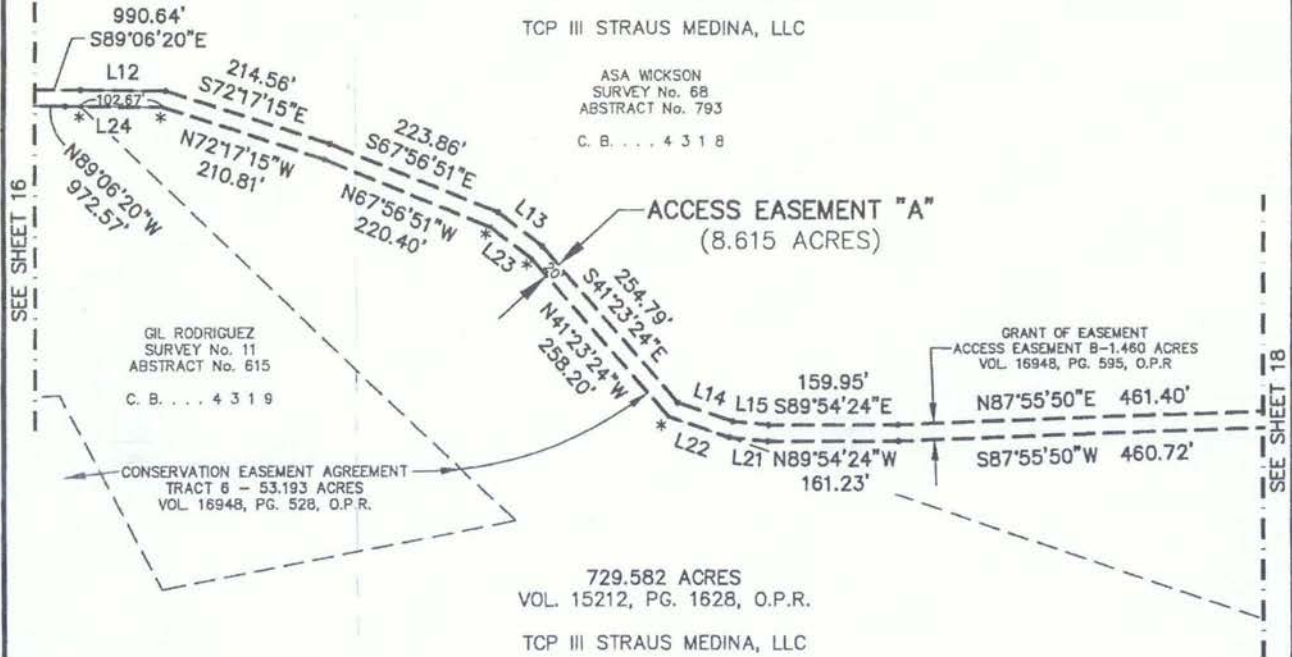 990.64'
S89°06'20"E
TCP III STRAUS MEDINA, LLC
L12
214.56'
S72°17'15"E
ASA WICKSON
SURVEY No. 68
ABSTRACT No. 793
C. B. . . . 4 3 1 8
102.67'
L24
N72°17'15"W
210.81'
223.86'
S67°56'51"E
N89°06'20"W
972.57'
N67°56'51"W
220.40'
L13
L23
ACCESS EASEMENT "A"
(8.615 ACRES)
SEE SHEET 16
20'
254.79'
S41°23'24"E
N41°23'24"W
258.20'
GIL RODRIGUEZ
SURVEY No. 11
ABSTRACT No. 615
C. B. . . . 4 3 1 9
GRANT OF EASEMENT
ACCESS EASEMENT B-1.460 ACRES
VOL. 16948, PG. 595, O.P.R
L14
L15
159.95'
S89°54'24"E
N87°55'50"E 461.40'
L22
L21
N89°54'24"W
161.23'
S87°55'50"W 460.72'
SEE SHEET 18
CONSERVATION EASEMENT AGREEMENT
TRACT 6 - 53.193 ACRES
VOL. 16948, PG. 528, O.P.R.
729.582 ACRES
VOL. 15212, PG. 1628, O.P.R.
TCP III STRAUS MEDINA, LLC